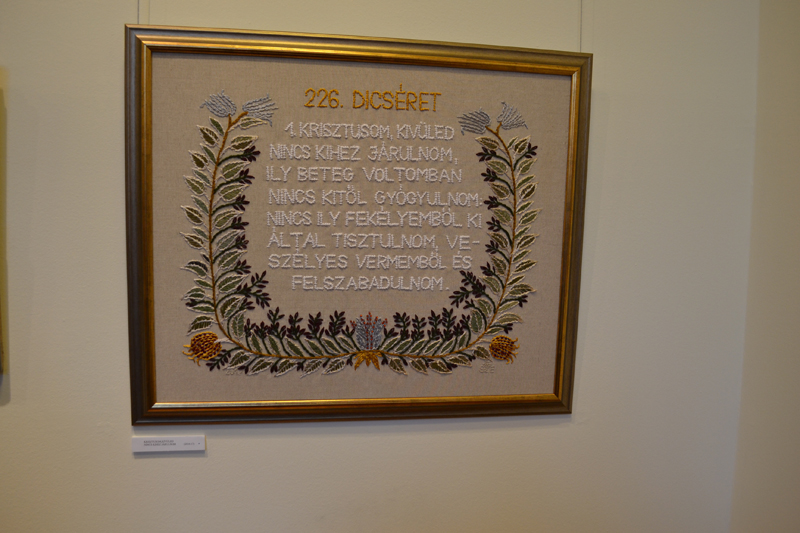 226. DICSÉRET
1. KRISZTUSOM, KIVÜLED
NINCS KIHEZ JÁRULNOM,
ILY BETEG VOLTOMBAN
NINCS KITŐL GYÓGYULNOM.
NINCS ILY FEKÉLYEMBŐL KI
ÁLTAL TISZTULNOM, VE-
SZÉLYES VERMEMBŐL ÉS
FELSZABADULNOM.